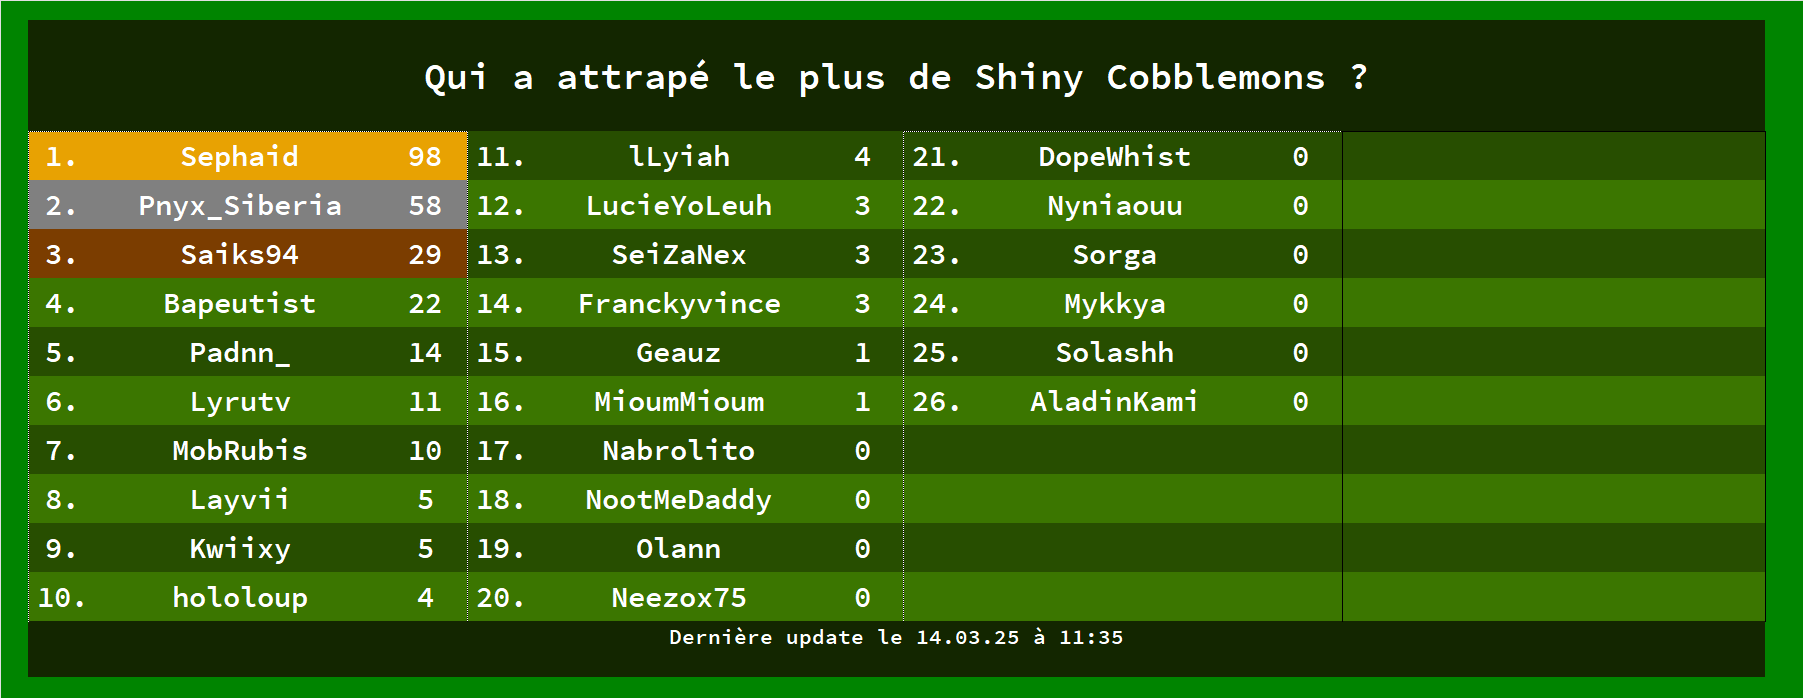 Qui a attrapé le plus de Shiny Cobblemons ?
1. Sephaid 98
2. Pnyx_Siberia 58
3. Saiks94 29
4. Bapeutist 22
5. Padnn_ 14
6. Lyrutv 11
7. MobRubis 10
8. Layvii 5
9. Kwiixy 5
10. hololoup 4
11. lLyiah 4
12. LucieYoLeuh 3
13. SeiZaNex 3
14. Franckyvince 3
15. Geauz 1
16. MioumMioum 1
17. Nabrolito 0
18. NootMeDaddy 0
19. Olann 0
20. Neezox75 0
21. DopeWhist 0
22. Nyniaouu 0
23. Sorga 0
24. Mykkya 0
25. Solashh 0
26. AladinKami 0
Dernière update le 14.03.25 à 11:35